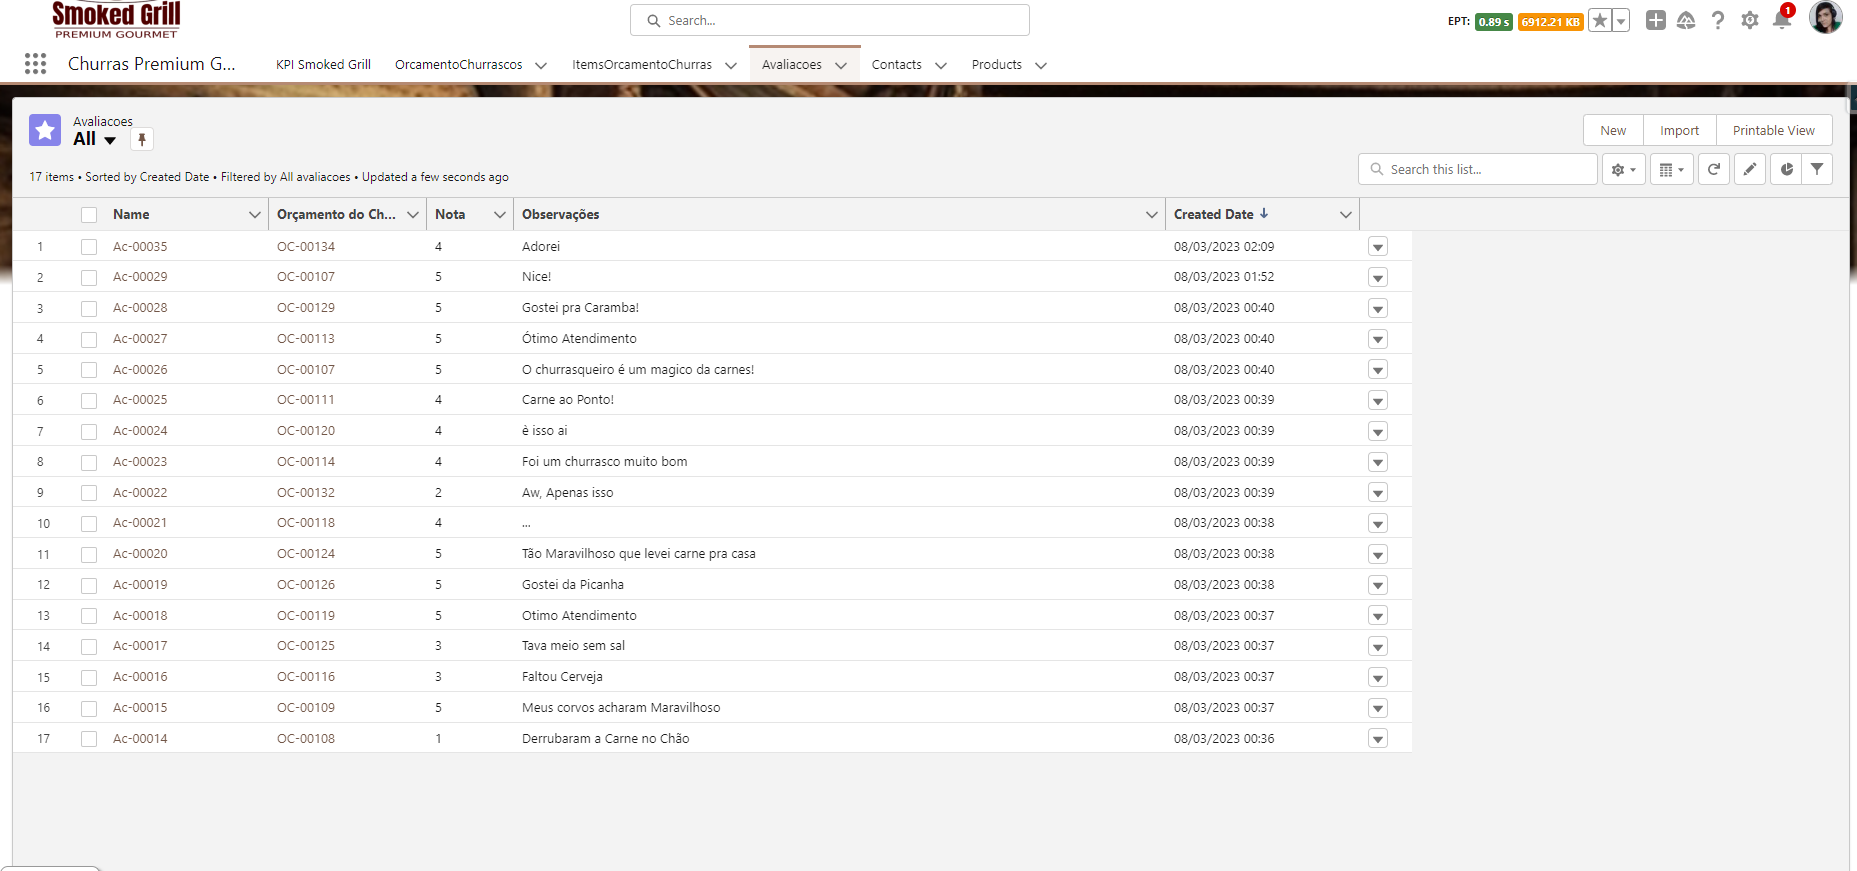 Smoked Grill
PREMIUM GOURMET
Search...
EPT: 0.89 s 6912.21 KB
1
Churras Premium G...
KPI Smoked Grill OrcamentoChurrascos ItemsOrcamentoChurras Avaliacoes Contacts Products
Avaliacoes
All
New Import Printable View
17 items • Sorted by Created Date • Filtered by All avaliacoes • Updated a few seconds ago
Search this list...
Name Orçamento do Ch... Nota Observações Created Date
1 Ac-00035 OC-00134 4 Adorei 08/03/2023 02:09
2 Ac-00029 OC-00107 5 Nice! 08/03/2023 01:52
3 Ac-00028 OC-00129 5 Gostei pra Caramba! 08/03/2023 00:40
4 Ac-00027 OC-00113 5 Ótimo Atendimento 08/03/2023 00:40
5 Ac-00026 OC-00107 5 O churrasqueiro é um magico da carnes! 08/03/2023 00:40
6 Ac-00025 OC-00111 4 Carne ao Ponto! 08/03/2023 00:39
7 Ac-00024 OC-00120 4 è isso ai 08/03/2023 00:39
8 Ac-00023 OC-00114 4 Foi um churrasco muito bom 08/03/2023 00:39
9 Ac-00022 OC-00132 2 Aw, Apenas isso 08/03/2023 00:39
10 Ac-00021 OC-00118 4 ... 08/03/2023 00:38
11 Ac-00020 OC-00124 5 Tão Maravilhoso que levei carne pra casa 08/03/2023 00:38
12 Ac-00019 OC-00126 5 Gostei da Picanha 08/03/2023 00:38
13 Ac-00018 OC-00119 5 Otimo Atendimento 08/03/2023 00:37
14 Ac-00017 OC-00125 3 Tava meio sem sal 08/03/2023 00:37
15 Ac-00016 OC-00116 3 Faltou Cerveja 08/03/2023 00:37
16 Ac-00015 OC-00109 5 Meus corvos acharam Maravilhoso 08/03/2023 00:37
17 Ac-00014 OC-00108 1 Derrubaram a Carne no Chão 08/03/2023 00:36